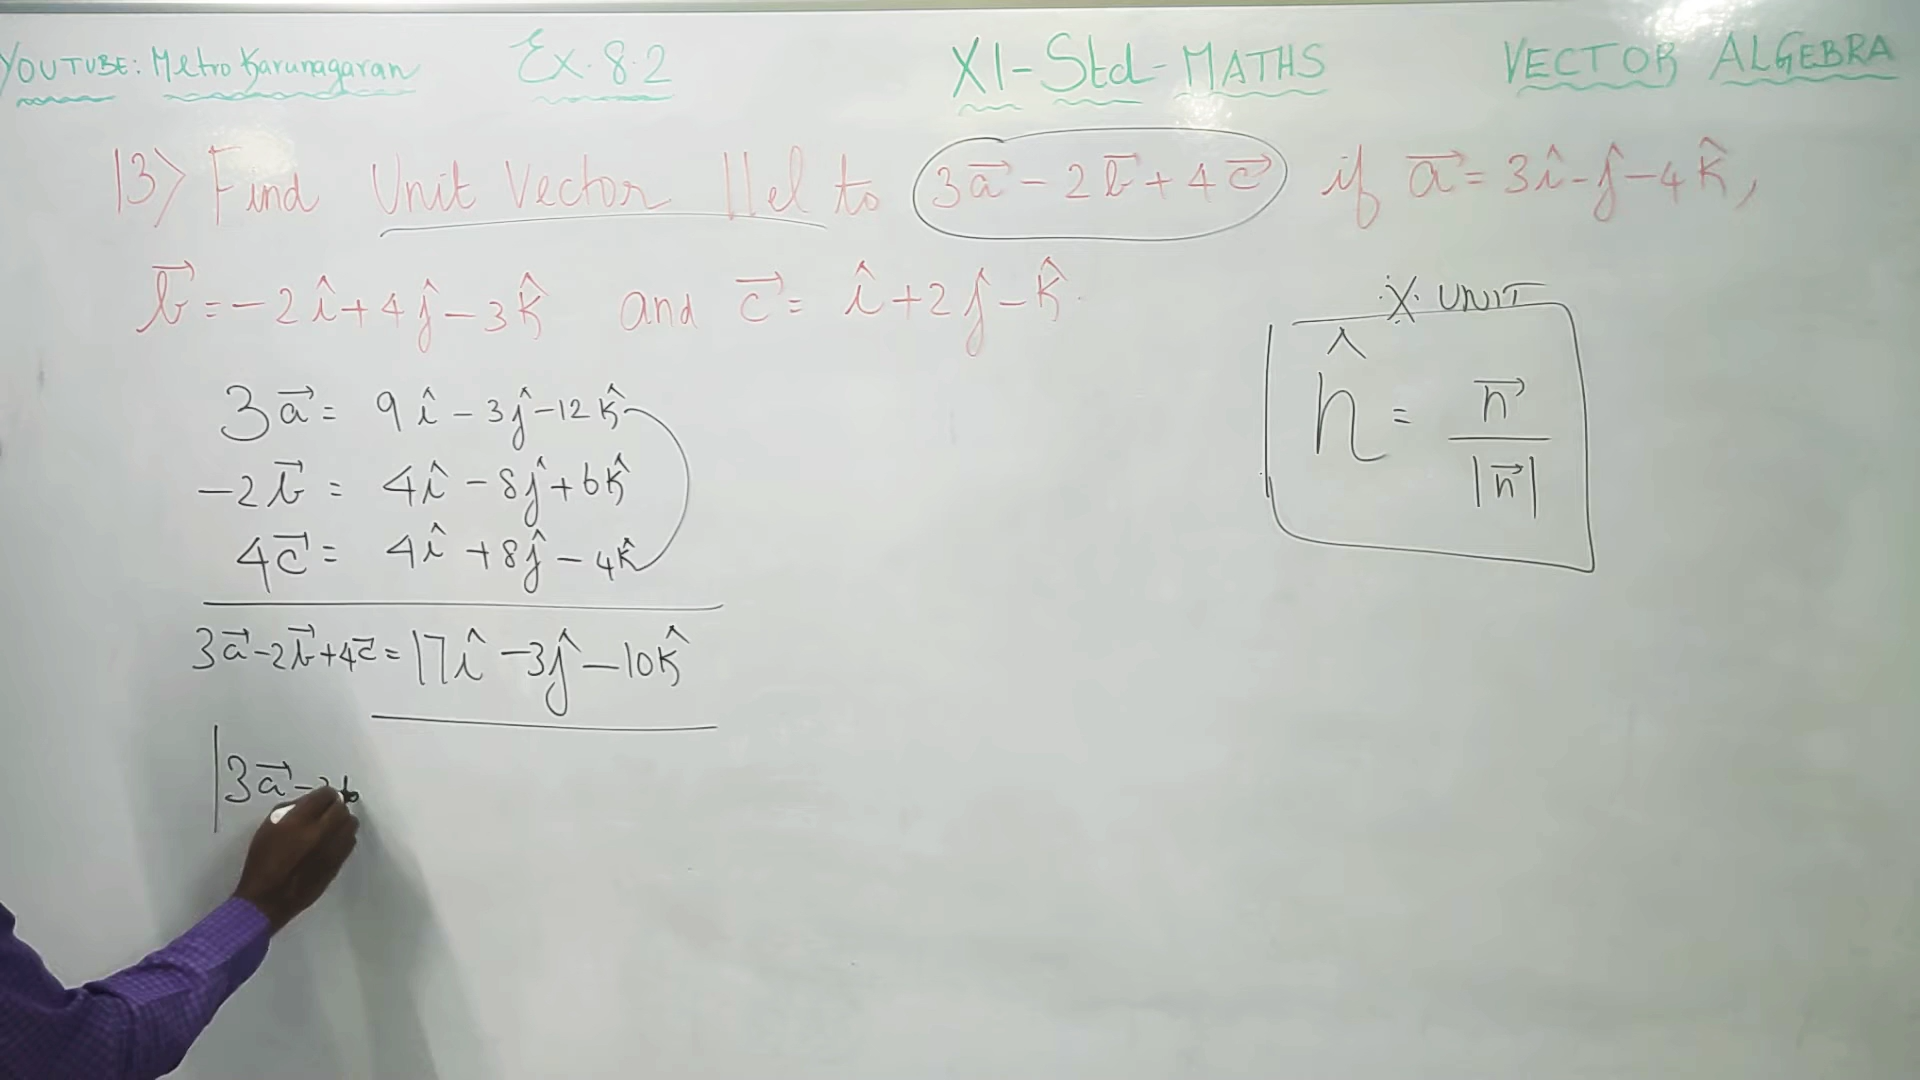 YOUTUBE: Metro Karunagaran Ex. 8.2 XI-Std-MATHS VECTOR ALGEBRA
13) Find Unit Vector llel to 3a⃗ - 2b⃗ + 4c⃗ if a⃗ = 3î - ĵ - 4k̂,
b⃗ = -2î + 4ĵ - 3k̂ and c⃗ = î + 2ĵ - k̂.
X. UNIT
n̂ = n⃗ / |n⃗|
3a⃗ = 9î - 3ĵ - 12k̂
-2b⃗ = 4î - 8ĵ + 6k̂
4c⃗ = 4î + 8ĵ - 4k̂
3a⃗ - 2b⃗ + 4c⃗ = 17î - 3ĵ - 10k̂
|3a⃗ - 2b